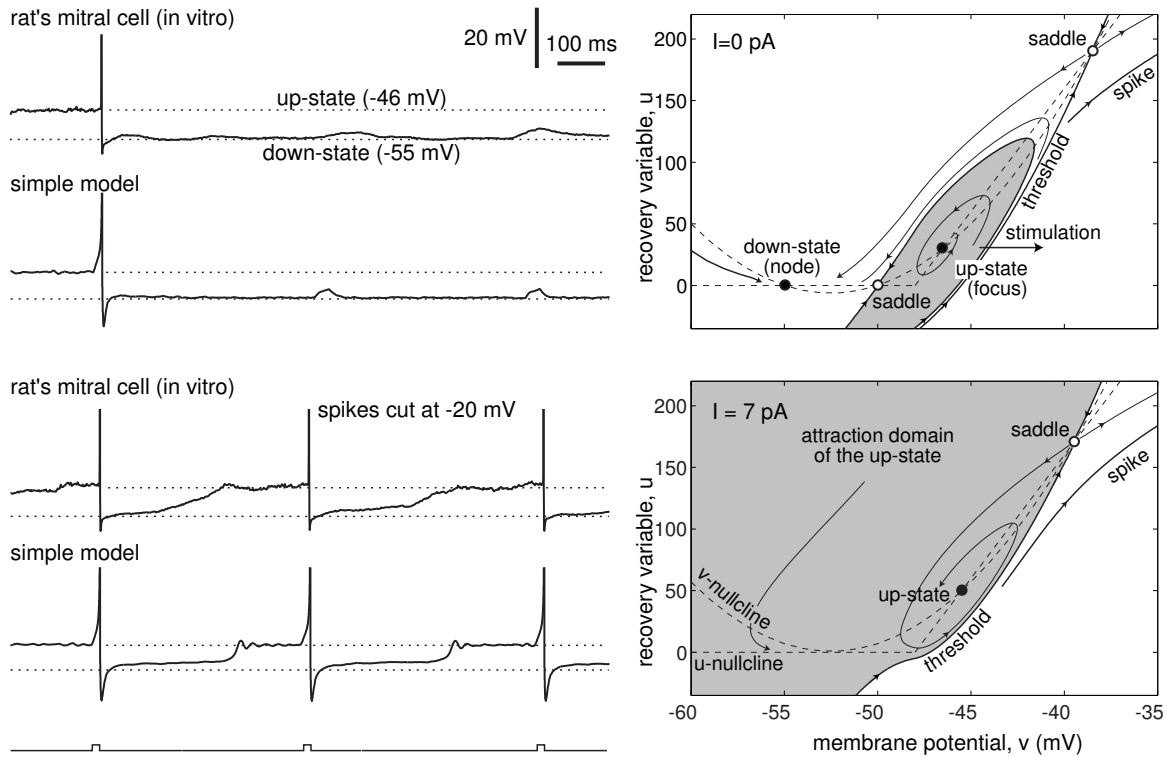 rat's mitral cell (in vitro)
20 mV
100 ms
up-state (-46 mV)
down-state (-55 mV)
simple model
rat's mitral cell (in vitro)
spikes cut at -20 mV
simple model
I=0 pA
saddle
spike
threshold
stimulation
down-state
(node)
saddle
up-state
(focus)
200
150
100
50
0
recovery variable, u
I = 7 pA
attraction domain
of the up-state
saddle
spike
v-nullcline
up-state
threshold
u-nullcline
200
150
100
50
0
recovery variable, u
-60
-55
-50
-45
-40
-35
membrane potential, v (mV)